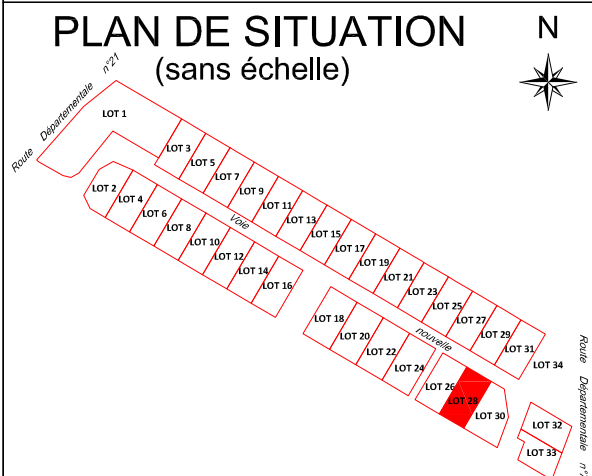 PLAN DE SITUATION
(sans échelle)
N
Route Départementale n°21
LOT 1
LOT 3
LOT 5
LOT 7
LOT 9
LOT 11
LOT 13
LOT 15
LOT 17
LOT 19
LOT 21
LOT 23
LOT 25
LOT 27
LOT 29
LOT 31
LOT 34
Voie
nouvelle
LOT 2
LOT 4
LOT 6
LOT 8
LOT 10
LOT 12
LOT 14
LOT 16
LOT 18
LOT 20
LOT 22
LOT 24
LOT 26
LOT 28
LOT 30
LOT 32
LOT 33
Route Départementale